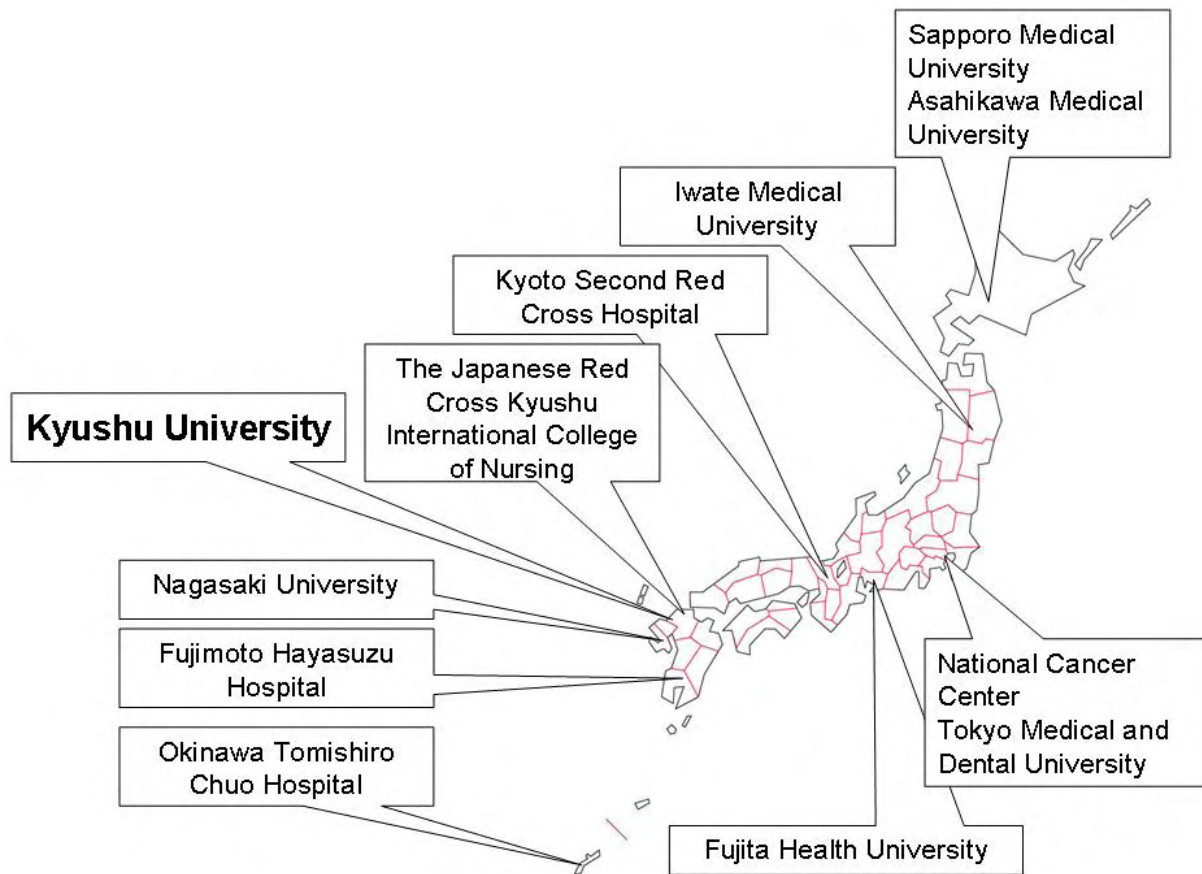 Sapporo Medical
University
Asahikawa Medical
University
Iwate Medical
University
Kyoto Second Red
Cross Hospital
The Japanese Red
Cross Kyushu
International College
of Nursing
Kyushu University
Nagasaki University
Fujimoto Hayasuzu
Hospital
Okinawa Tomishiro
Chuo Hospital
National Cancer
Center
Tokyo Medical and
Dental University
Fujita Health University